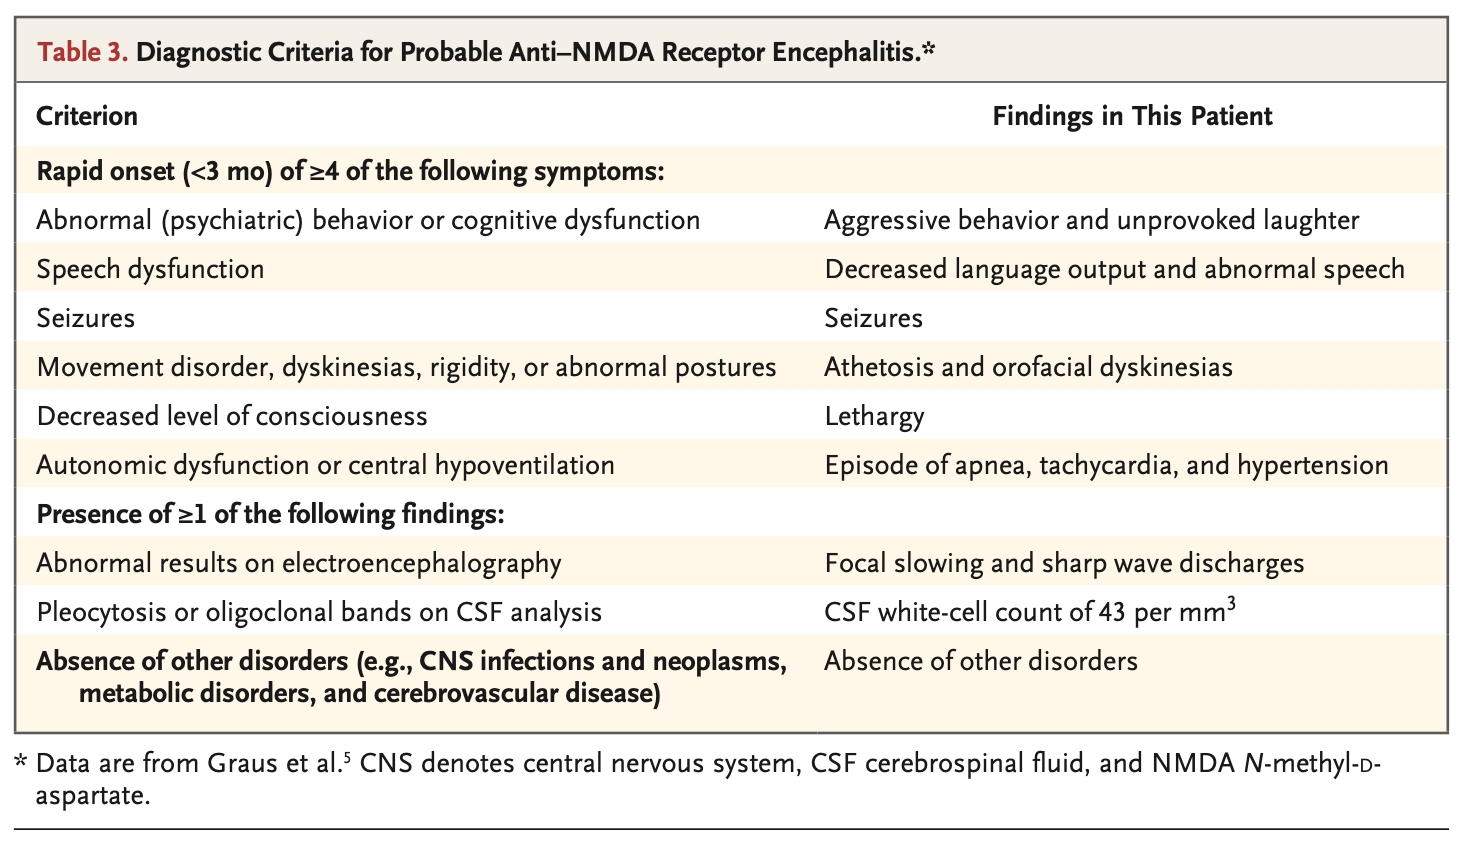 Table 3. Diagnostic Criteria for Probable Anti–NMDA Receptor Encephalitis.*
Criterion Findings in This Patient
Rapid onset (<3 mo) of ≥4 of the following symptoms:
Abnormal (psychiatric) behavior or cognitive dysfunction Aggressive behavior and unprovoked laughter
Speech dysfunction Decreased language output and abnormal speech
Seizures Seizures
Movement disorder, dyskinesias, rigidity, or abnormal postures Athetosis and orofacial dyskinesias
Decreased level of consciousness Lethargy
Autonomic dysfunction or central hypoventilation Episode of apnea, tachycardia, and hypertension
Presence of ≥1 of the following findings:
Abnormal results on electroencephalography Focal slowing and sharp wave discharges
Pleocytosis or oligoclonal bands on CSF analysis CSF white-cell count of 43 per mm³
Absence of other disorders (e.g., CNS infections and neoplasms, Absence of other disorders
metabolic disorders, and cerebrovascular disease)
* Data are from Graus et al.⁵ CNS denotes central nervous system, CSF cerebrospinal fluid, and NMDA N-methyl-D-
aspartate.